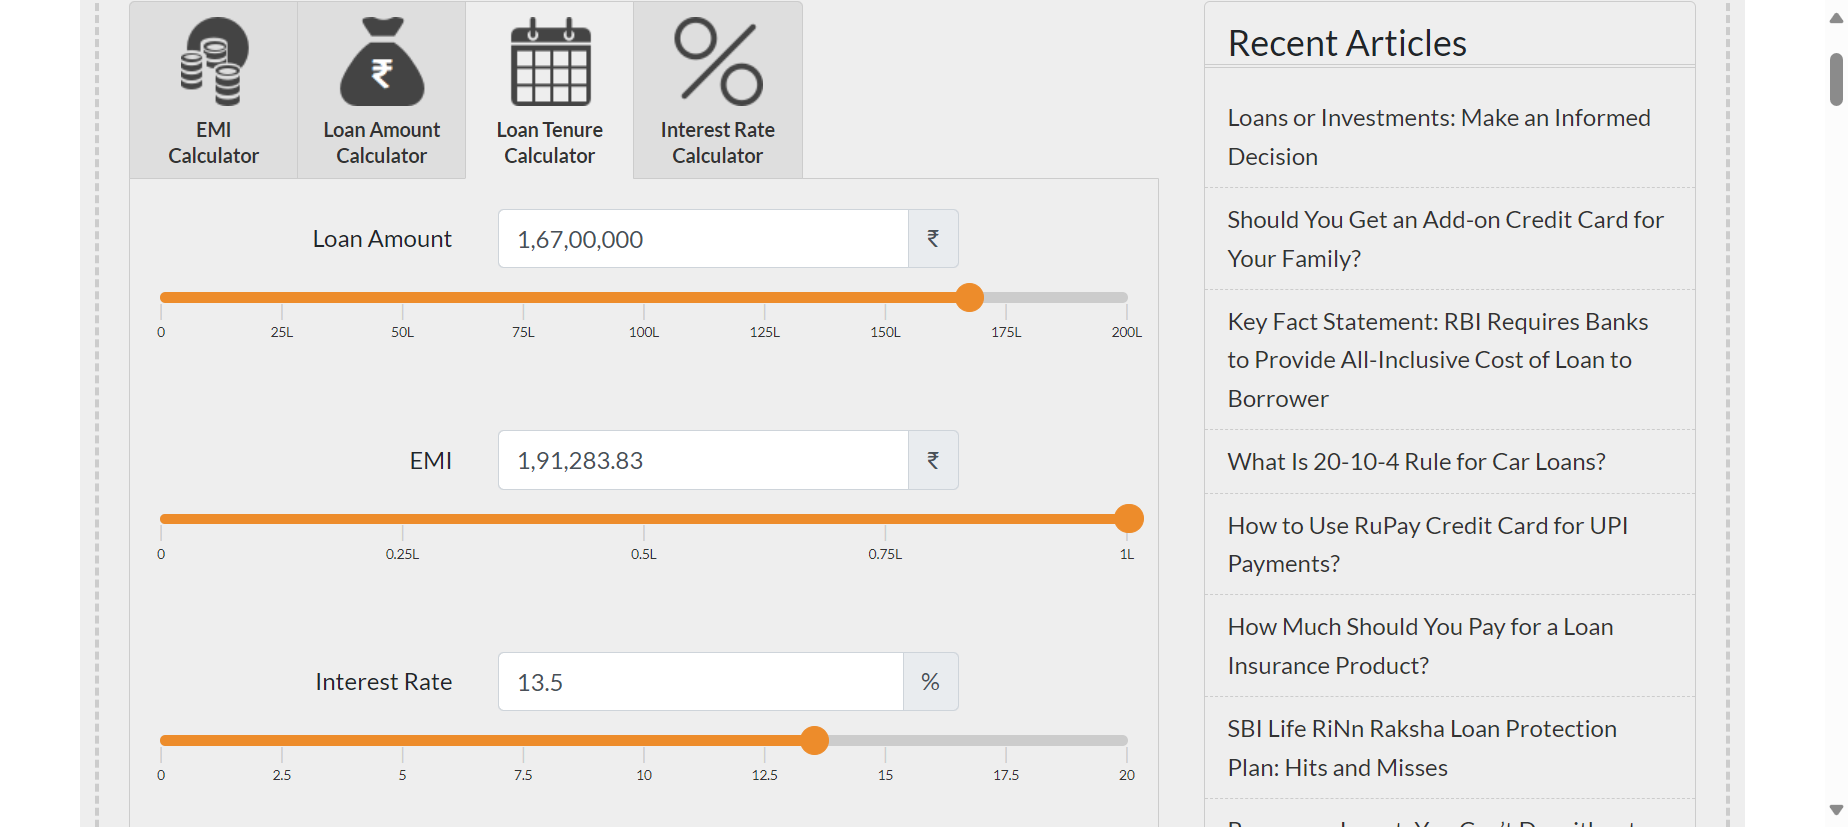 EMI
Calculator
₹
Loan Amount
Calculator
Loan Tenure
Calculator
Interest Rate
Calculator
Loan Amount
1,67,00,000
₹
0
25L
50L
75L
100L
125L
150L
175L
200L
EMI
1,91,283.83
₹
0
0.25L
0.5L
0.75L
1L
Interest Rate
13.5
%
0
2.5
5
7.5
10
12.5
15
17.5
20
Recent Articles
Loans or Investments: Make an Informed
Decision
Should You Get an Add-on Credit Card for
Your Family?
Key Fact Statement: RBI Requires Banks
to Provide All-Inclusive Cost of Loan to
Borrower
What Is 20-10-4 Rule for Car Loans?
How to Use RuPay Credit Card for UPI
Payments?
How Much Should You Pay for a Loan
Insurance Product?
SBI Life RiNn Raksha Loan Protection
Plan: Hits and Misses